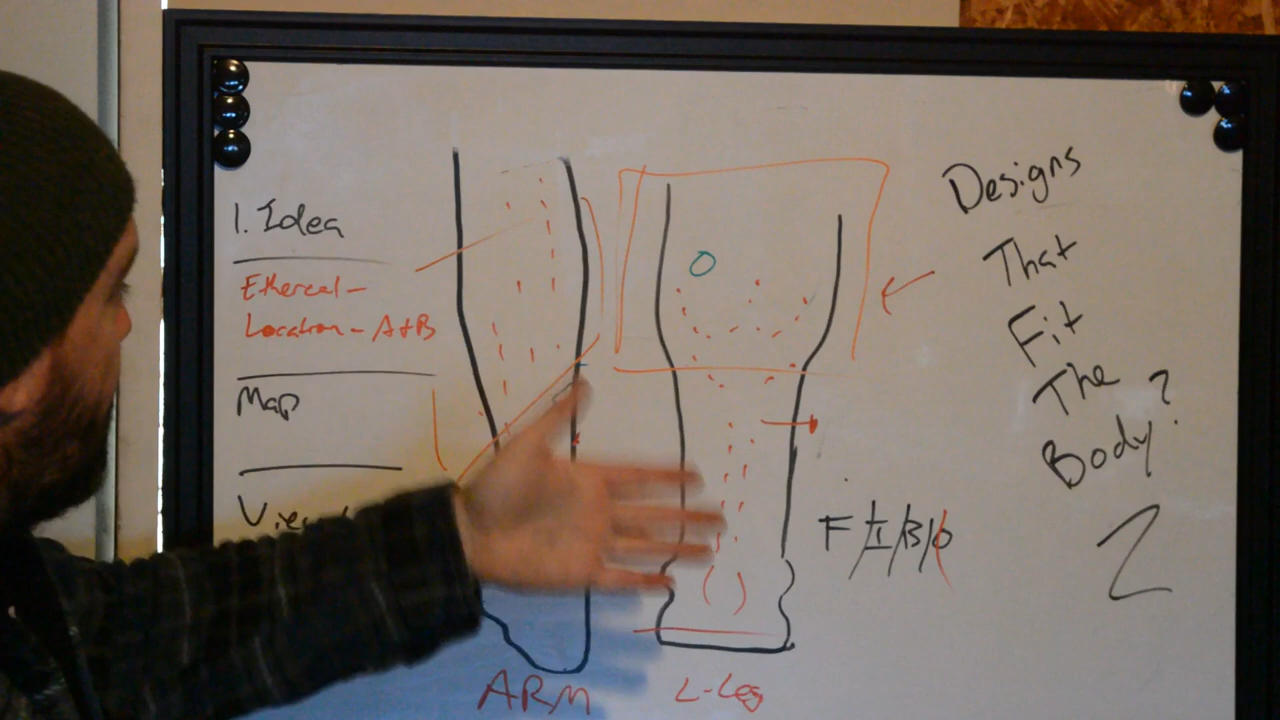 1. Idea
Ethereal -
Location - A+B
Map
ARM
L-Leg
F/I/B/O
Designs
That
Fit
The
Body?
2